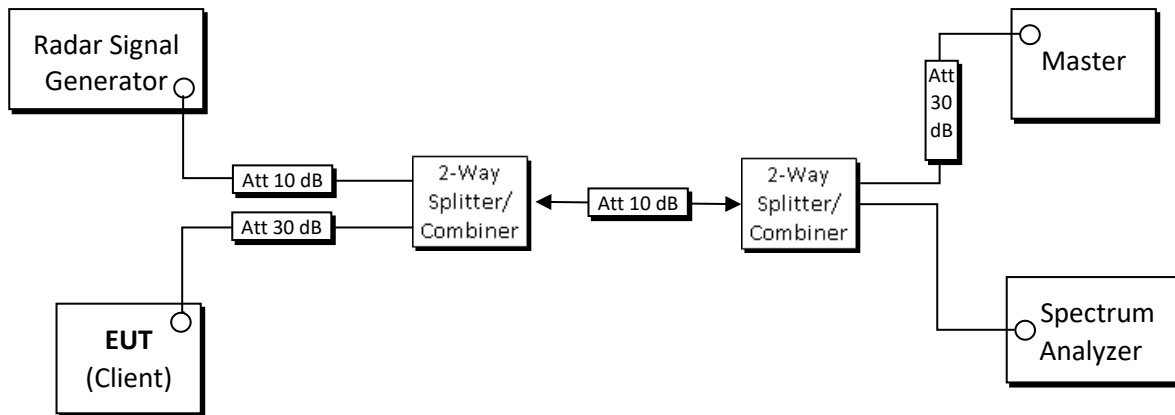 Radar Signal
Generator
Att 10 dB
Att 30 dB
EUT
(Client)
2-Way
Splitter/
Combiner
Att 10 dB
2-Way
Splitter/
Combiner
Att
30
dB
Master
Spectrum
Analyzer